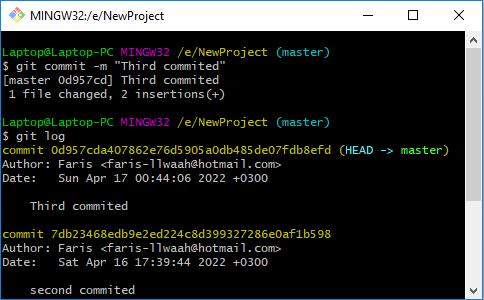 MINGW32:/e/NewProject
Laptop@Laptop-PC MINGW32 /e/NewProject (master)
$ git commit -m "Third commited"
[master 0d957cd] Third commited
1 file changed, 2 insertions(+)
Laptop@Laptop-PC MINGW32 /e/NewProject (master)
$ git log
commit 0d957cda407862e76d5905a0db485de07fdb8efd (HEAD -> master)
Author: Faris <faris-llwaah@hotmail.com>
Date: Sun Apr 17 00:44:06 2022 +0300
Third commited
commit 7db23468edb9e2ed224c8d399327286e0af1b598
Author: Faris <faris-llwaah@hotmail.com>
Date: Sat Apr 16 17:39:44 2022 +0300
second commited